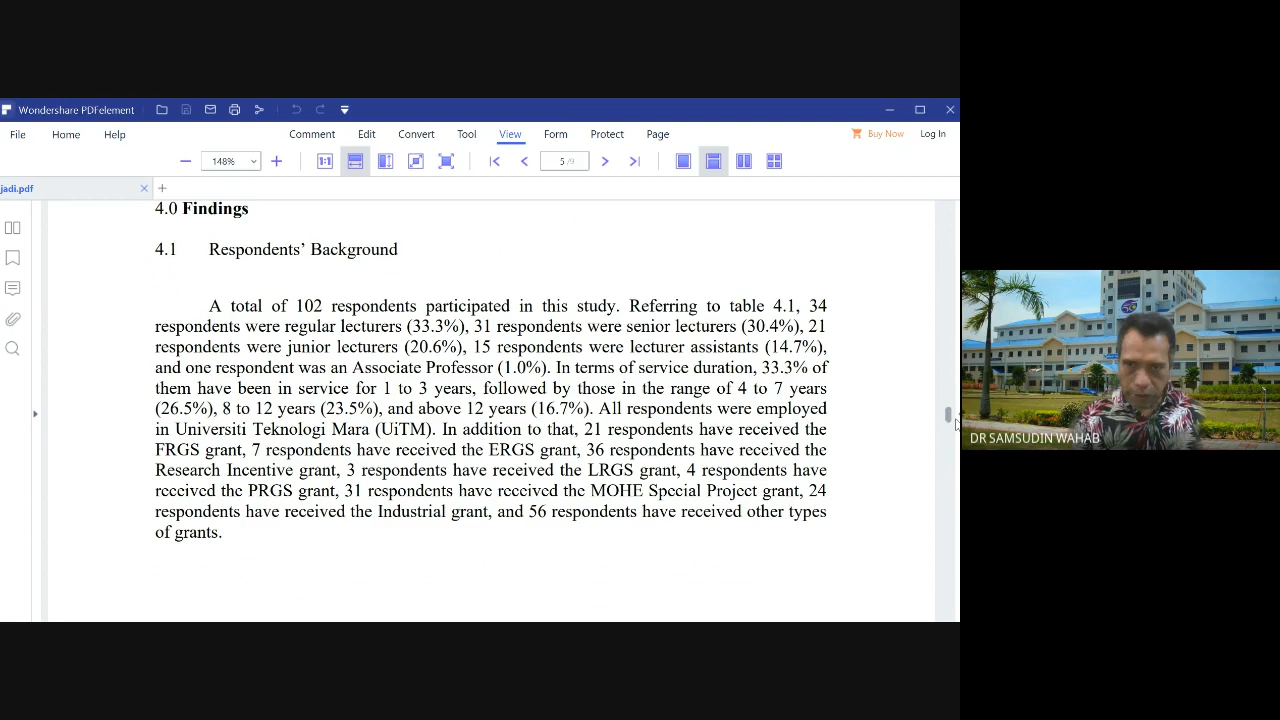 Wondershare PDFelement
File Home Help Comment Edit Convert Tool View Form Protect Page Buy Now Log In
148% 1:1 5 /9
jadi.pdf
4.0 Findings
4.1 Respondents’ Background
A total of 102 respondents participated in this study. Referring to table 4.1, 34
respondents were regular lecturers (33.3%), 31 respondents were senior lecturers (30.4%), 21
respondents were junior lecturers (20.6%), 15 respondents were lecturer assistants (14.7%),
and one respondent was an Associate Professor (1.0%). In terms of service duration, 33.3% of
them have been in service for 1 to 3 years, followed by those in the range of 4 to 7 years
(26.5%), 8 to 12 years (23.5%), and above 12 years (16.7%). All respondents were employed
in Universiti Teknologi Mara (UiTM). In addition to that, 21 respondents have received the
FRGS grant, 7 respondents have received the ERGS grant, 36 respondents have received the
Research Incentive grant, 3 respondents have received the LRGS grant, 4 respondents have
received the PRGS grant, 31 respondents have received the MOHE Special Project grant, 24
respondents have received the Industrial grant, and 56 respondents have received other types
of grants.
DR SAMSUDIN WAHAB